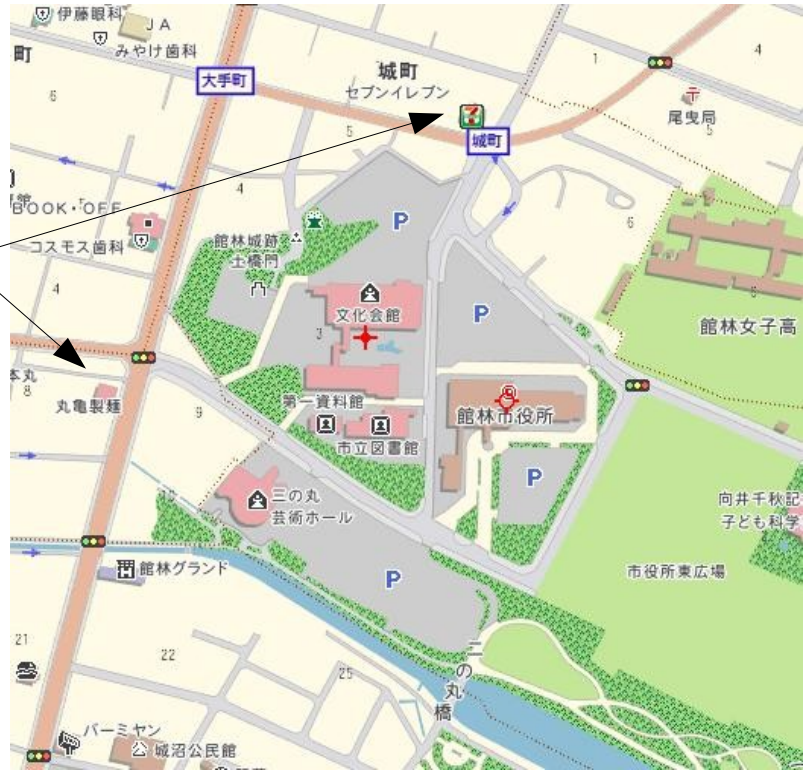 伊藤眼科
JA
みやけ歯科
町
大手町
城町
セブンイレブン
城町
尾曳局
1
4
6
5
5
4
6
BOOK・OFF
コスモス歯科
館林城跡
土橋門
P
文化会館
3
P
館林女子高
6
4
本丸
8
丸亀製麺
9
第一資料館
市立図書館
館林市役所
P
三の丸
芸術ホール
10
向井千秋記
子ども科学
市役所東広場
P
館林グランド
21
22
25
二の丸橋
バーミヤン
城沼公民館